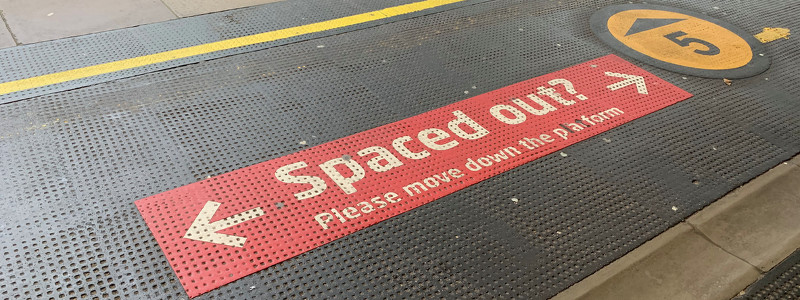 5
Spaced out?
Please move down the platform